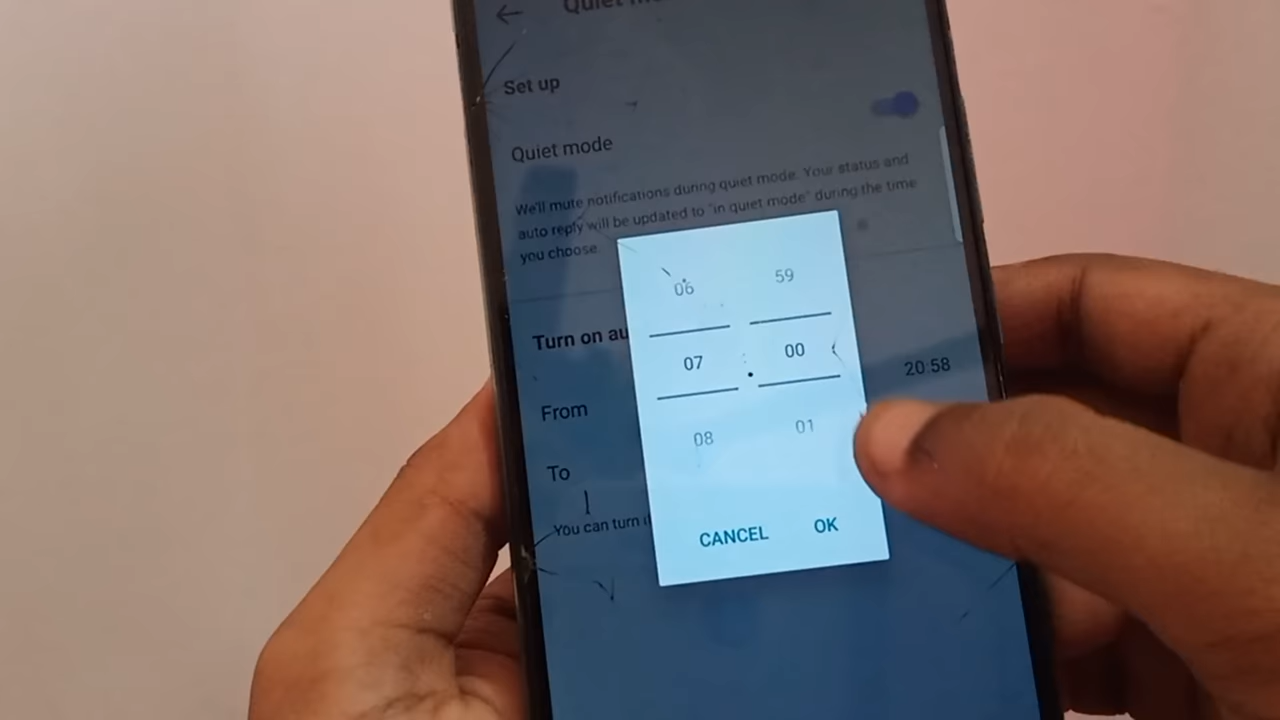 Quiet
Set up
Quiet mode
We'll mute notifications during quiet mode. Your status and
auto reply will be updated to "in quiet mode" during the time
you choose.
06 59
Turn on au
07 : 00
20:58
From
08 01
To
You can turn
CANCEL OK